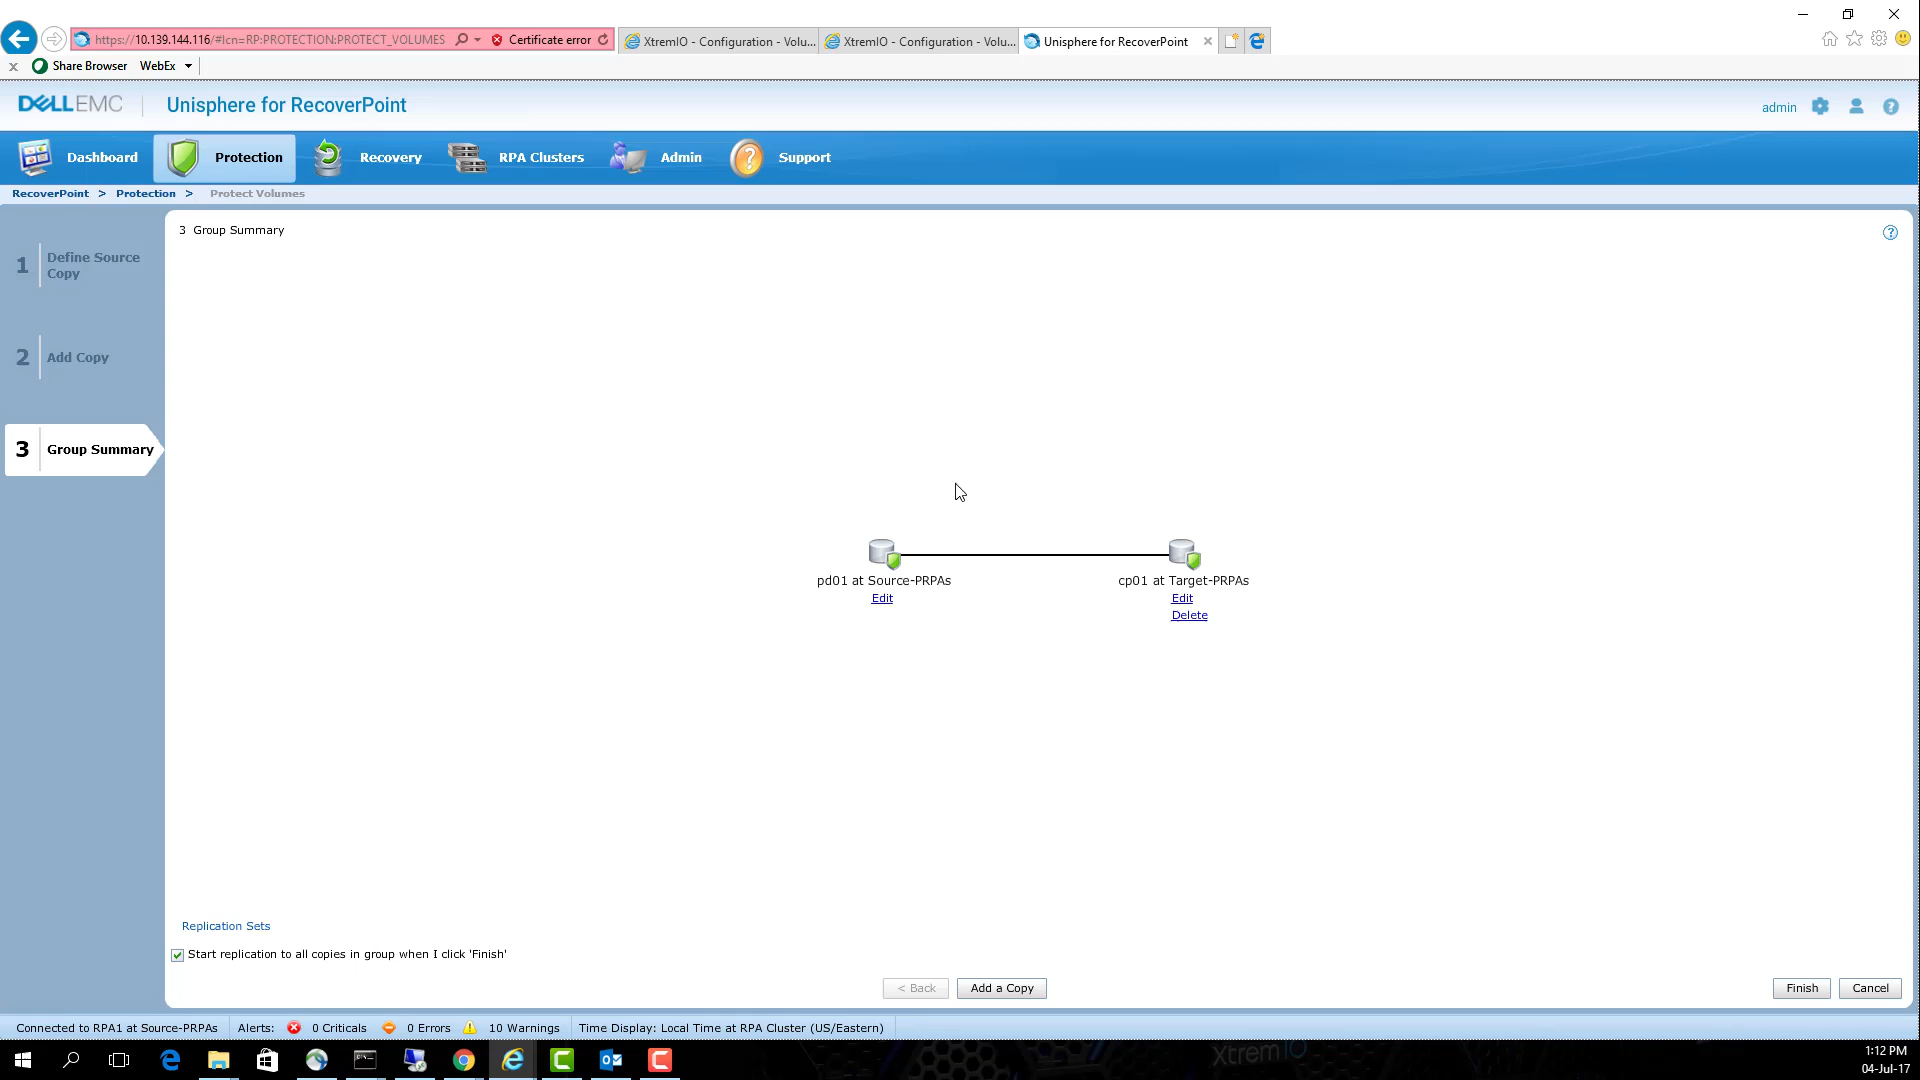 https://10.139.144.116/#lcn=RP:PROTECTION:PROTECT_VOLUMES
Certificate error
XtremIO - Configuration - Volu...
XtremIO - Configuration - Volu...
Unisphere for RecoverPoint
x
Share Browser
WebEx
DELLEMC
Unisphere for RecoverPoint
admin
Dashboard
Protection
Recovery
RPA Clusters
Admin
Support
RecoverPoint > Protection > Protect Volumes
3 Group Summary
1 Define Source
Copy
2 Add Copy
3 Group Summary
pd01 at Source-PRPAs
Edit
cp01 at Target-PRPAs
Edit
Delete
Replication Sets
Start replication to all copies in group when I click 'Finish'
< Back
Add a Copy
Finish
Cancel
Connected to RPA1 at Source-PRPAs
Alerts:
0 Criticals
0 Errors
10 Warnings
Time Display: Local Time at RPA Cluster (US/Eastern)
XtremIO
1:12 PM
04-Jul-17